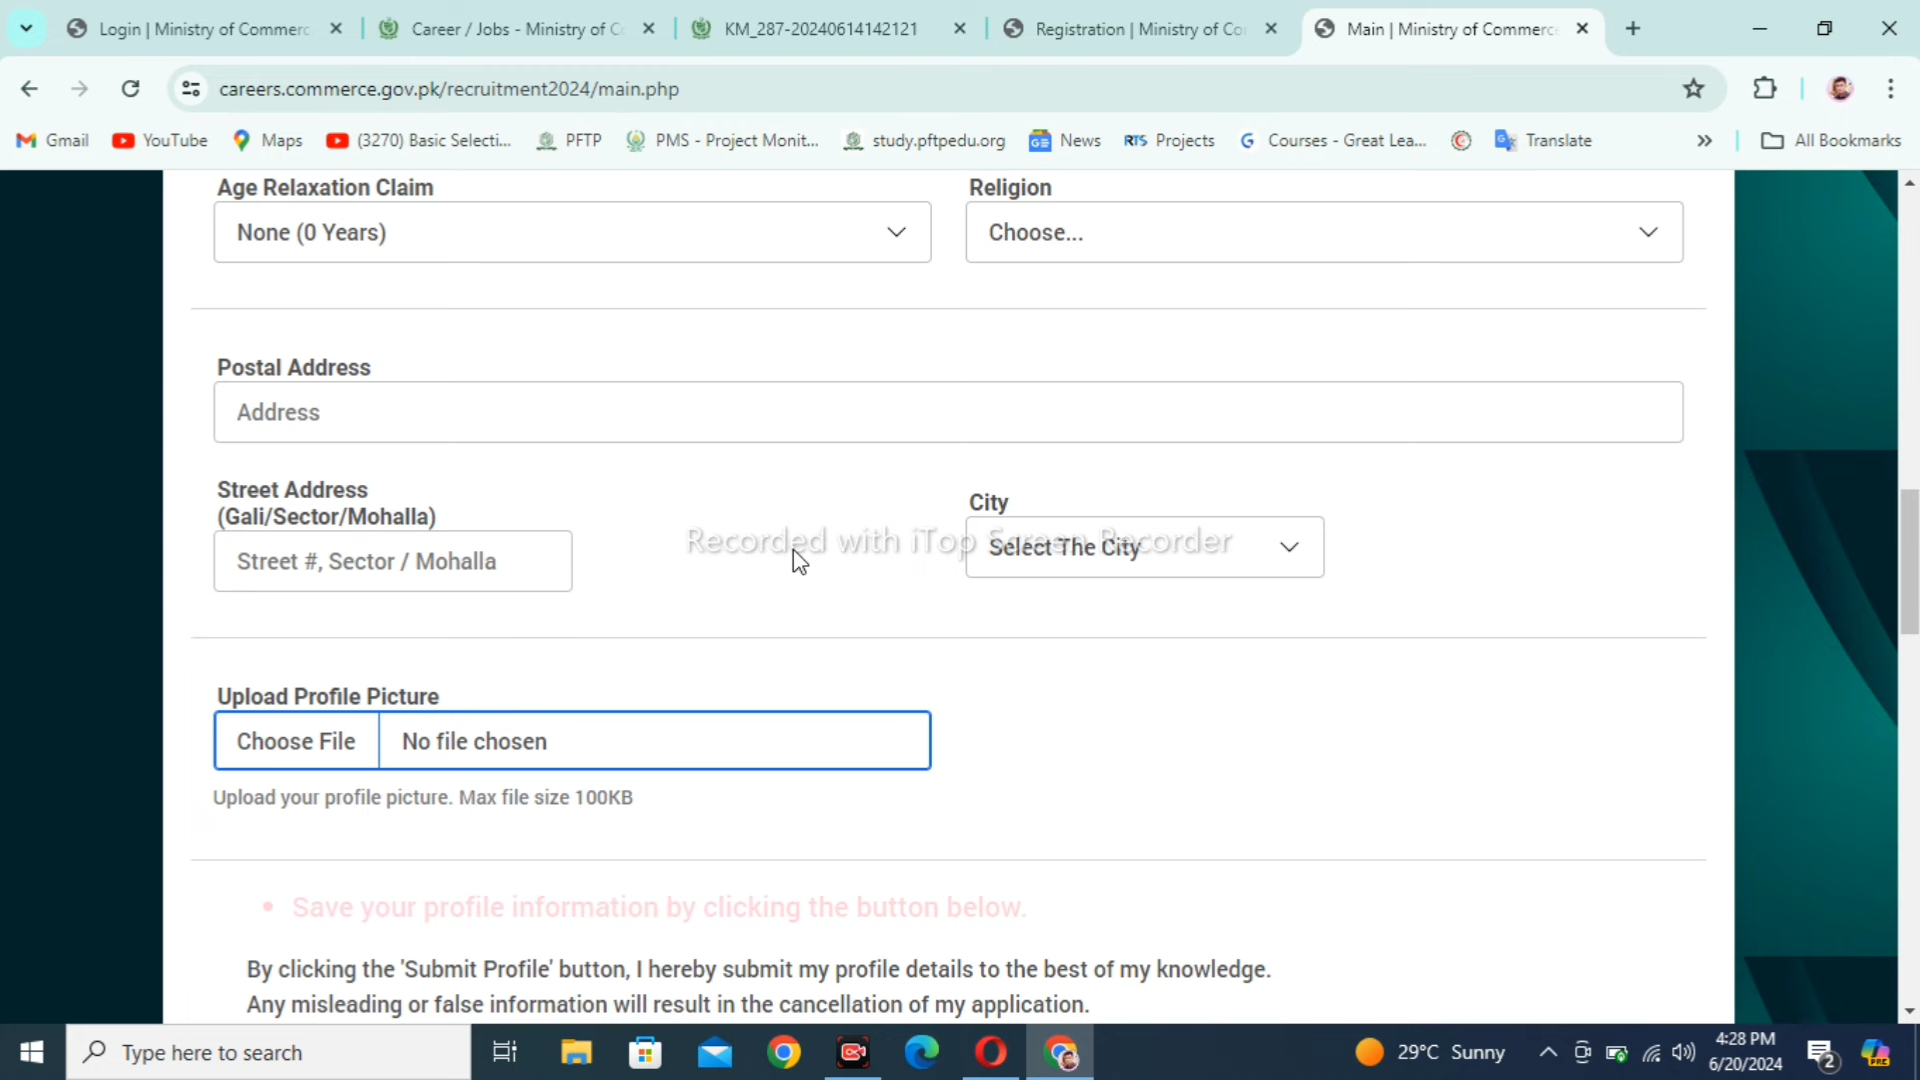 Login | Ministry of Commerc
Career / Jobs - Ministry of C
KM_287-20240614142121
Registration | Ministry of Co
Main | Ministry of Commerc
careers.commerce.gov.pk/recruitment2024/main.php
Gmail
YouTube
Maps
(3270) Basic Selecti...
PFTP
PMS - Project Monit...
study.pftpedu.org
News
RTS Projects
Courses - Great Lea...
Translate
All Bookmarks
Age Relaxation Claim
Religion
None (0 Years)
Choose...
Postal Address
Address
Street Address
(Gali/Sector/Mohalla)
City
Street #, Sector / Mohalla
Select The City
Recorded with iTop Screen Recorder
Upload Profile Picture
Choose File
No file chosen
Upload your profile picture. Max file size 100KB
• Save your profile information by clicking the button below.
By clicking the 'Submit Profile' button, I hereby submit my profile details to the best of my knowledge.
Any misleading or false information will result in the cancellation of my application.
Type here to search
29°C Sunny
4:28 PM
6/20/2024
2
PRE